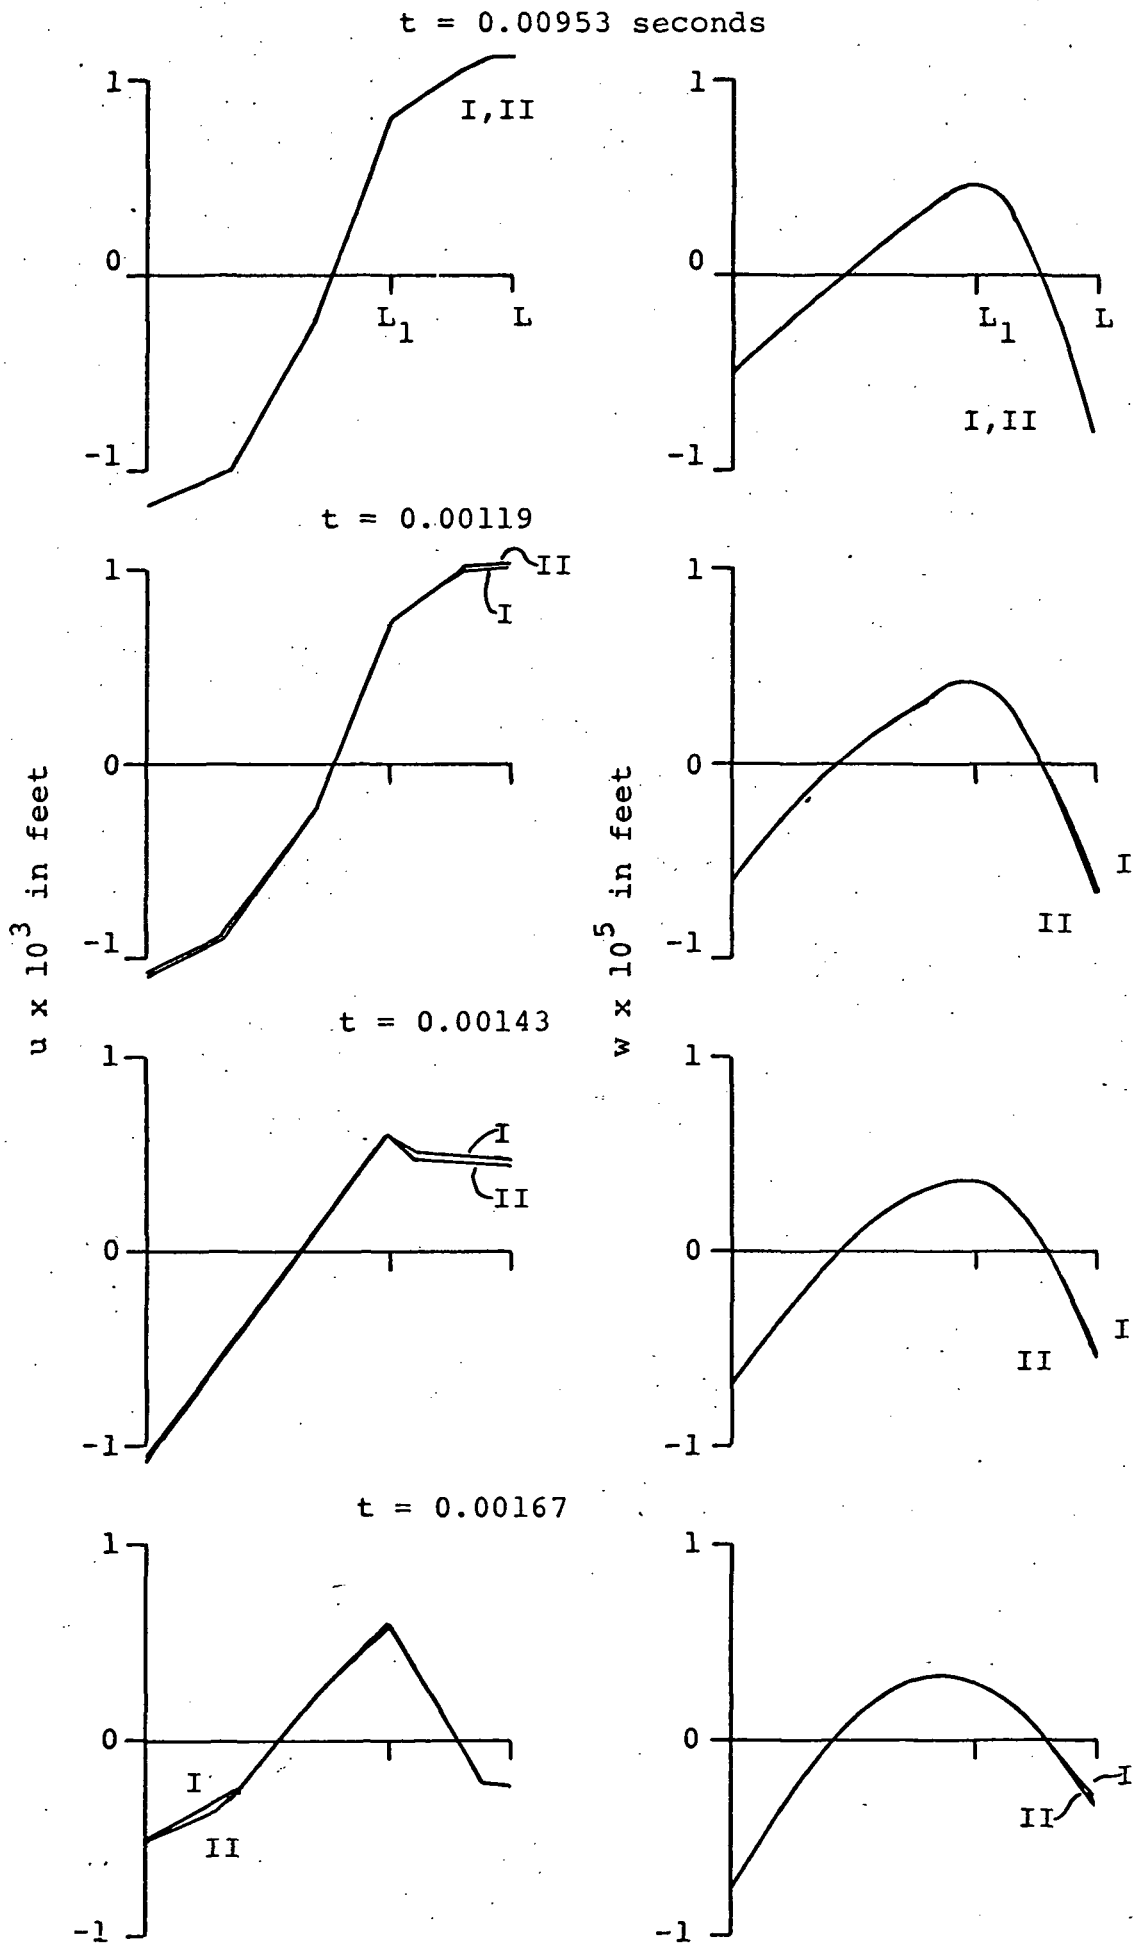 t = 0.00953 seconds
1
0
-1
I,II
L1
L
1
0
-1
I,II
L1
L
t = 0.00119
1
0
-1
II
I
1
0
-1
I
II
u x 10^3 in feet
w x 10^5 in feet
t = 0.00143
1
0
-1
I
II
1
0
-1
I
II
t = 0.00167
1
0
-1
I
II
1
0
-1
I
II